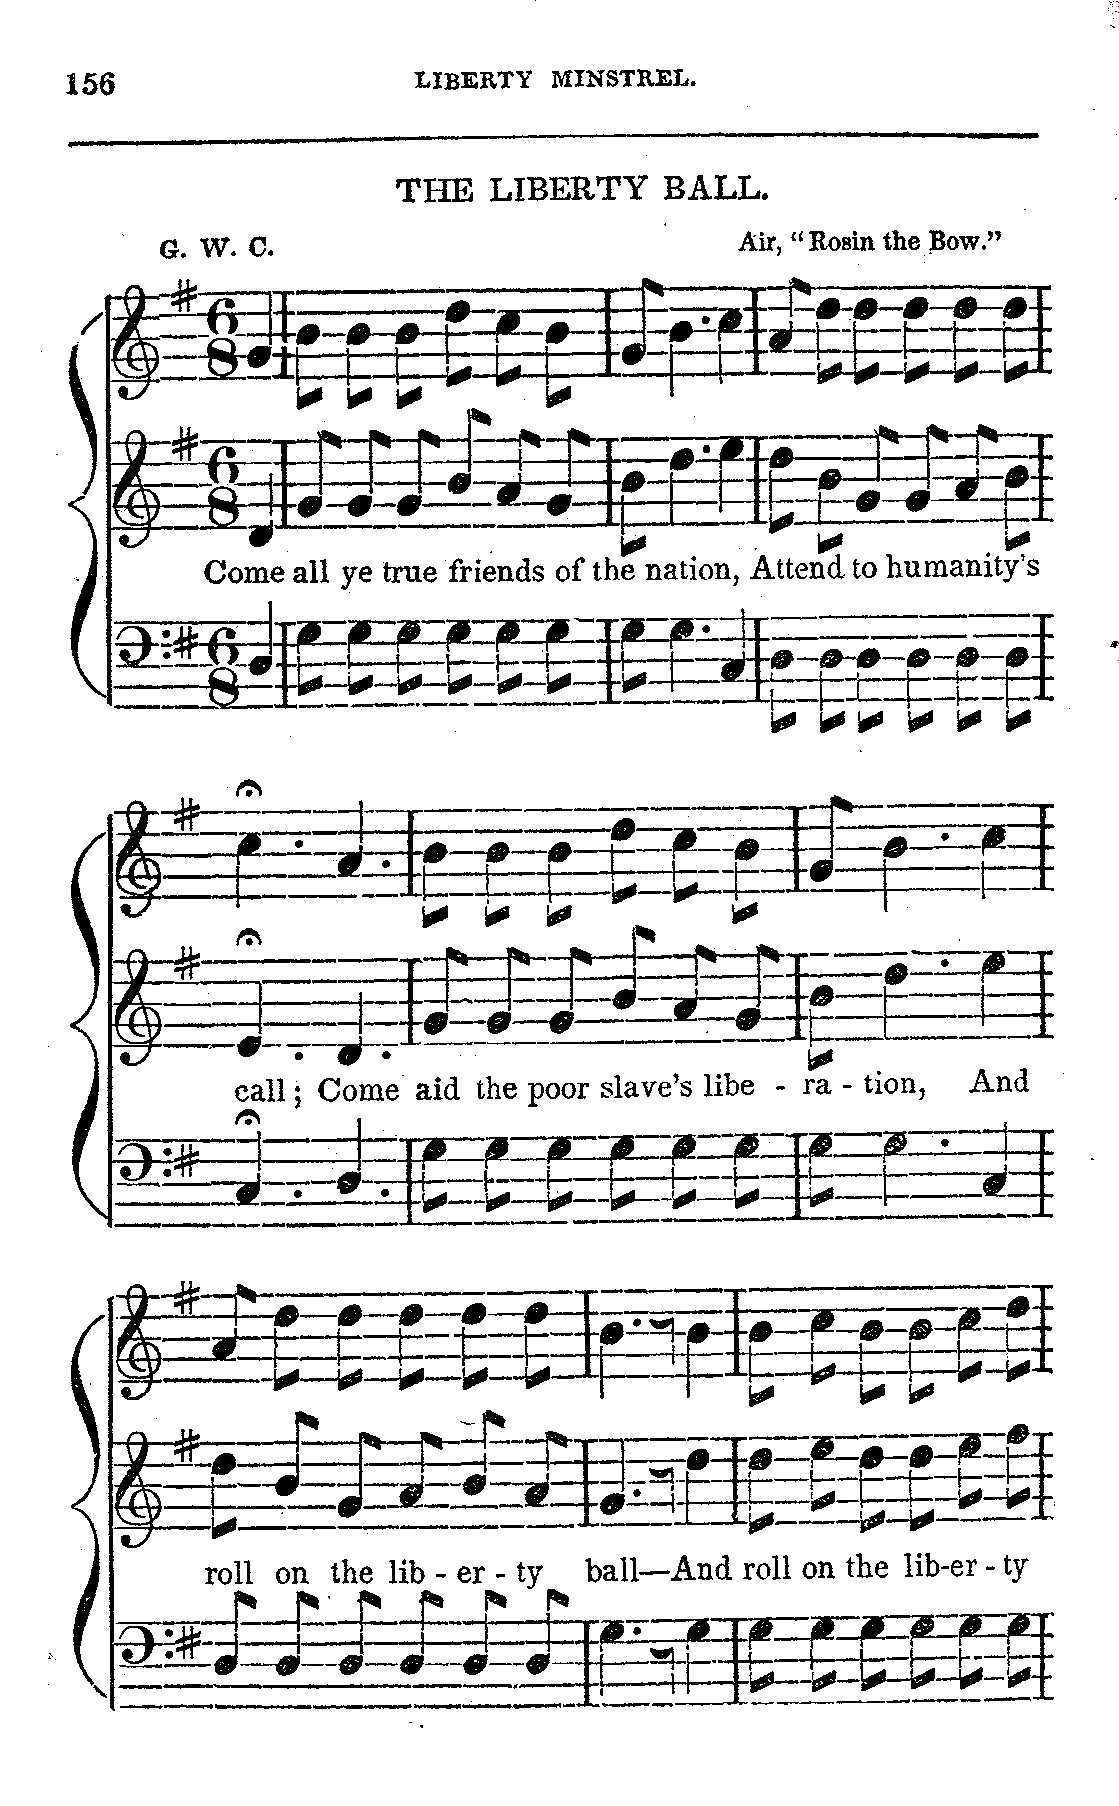 156 LIBERTY MINSTREL.
THE LIBERTY BALL.
G. W. C. Air, "Rosin the Bow."
Come all ye true friends of the nation, Attend to humanity's
call; Come aid the poor slave's libe - ra - tion, And
roll on the lib - er - ty ball—And roll on the lib-er - ty